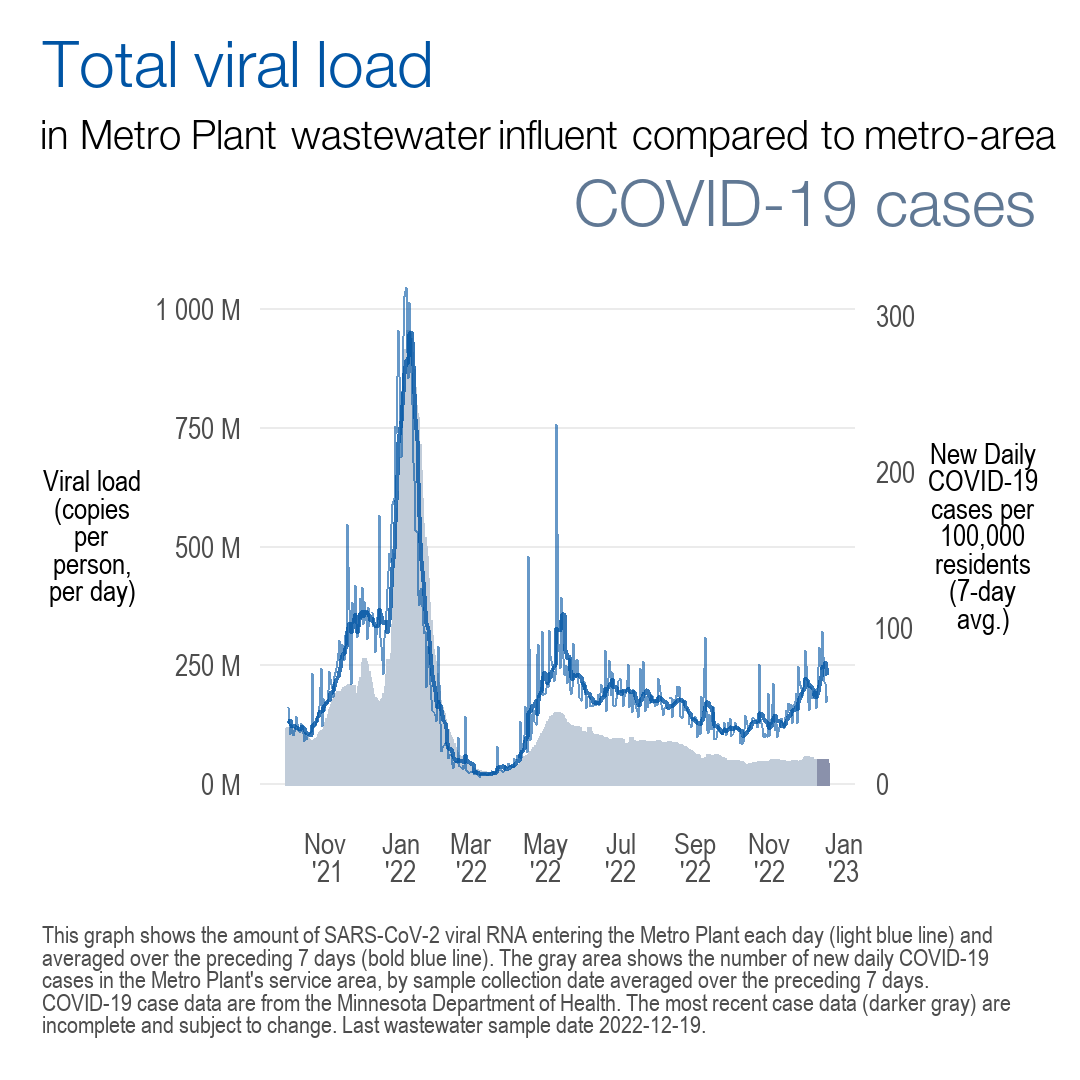 Total viral load
in Metro Plant wastewater influent compared to metro-area
COVID-19 cases
1 000 M
750 M
500 M
250 M
0 M
Viral load
(copies
per
person,
per day)
300
200
100
0
New Daily
COVID-19
cases per
100,000
residents
(7-day
avg.)
Nov '21
Jan '22
Mar '22
May '22
Jul '22
Sep '22
Nov '22
Jan '23
This graph shows the amount of SARS-CoV-2 viral RNA entering the Metro Plant each day (light blue line) and
averaged over the preceding 7 days (bold blue line). The gray area shows the number of new daily COVID-19
cases in the Metro Plant's service area, by sample collection date averaged over the preceding 7 days.
COVID-19 case data are from the Minnesota Department of Health. The most recent case data (darker gray) are
incomplete and subject to change. Last wastewater sample date 2022-12-19.